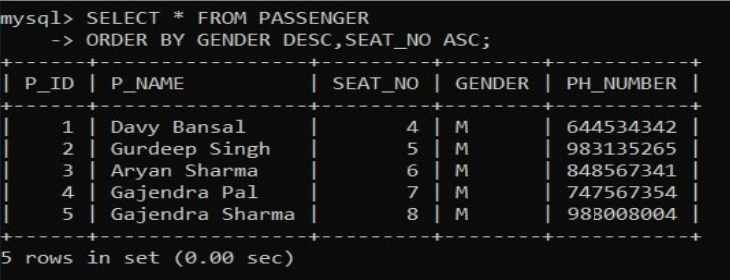 mysql> SELECT * FROM PASSENGER
    -> ORDER BY GENDER DESC,SEAT_NO ASC;
+------+-----------------+---------+--------+-----------+
| P_ID | P_NAME          | SEAT_NO | GENDER | PH_NUMBER |
+------+-----------------+---------+--------+-----------+
|    1 | Davy Bansal     |       4 | M      | 644534342 |
|    2 | Gurdeep Singh   |       5 | M      | 983135265 |
|    3 | Aryan Sharma    |       6 | M      | 848567341 |
|    4 | Gajendra Pal    |       7 | M      | 747567354 |
|    5 | Gajendra Sharma |       8 | M      | 988008004 |
+------+-----------------+---------+--------+-----------+
5 rows in set (0.00 sec)